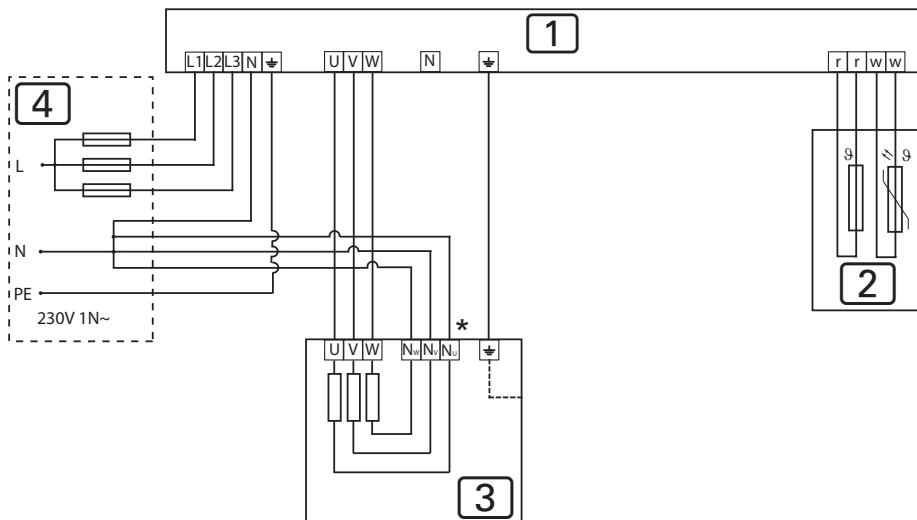 1
L1 L2 L3 N ⏚ U V W N ⏚ r r w w
4
L
ϑ ϑ
N
2
PE
230V 1N~
*
U V W Nw Nv Nu ⏚
3